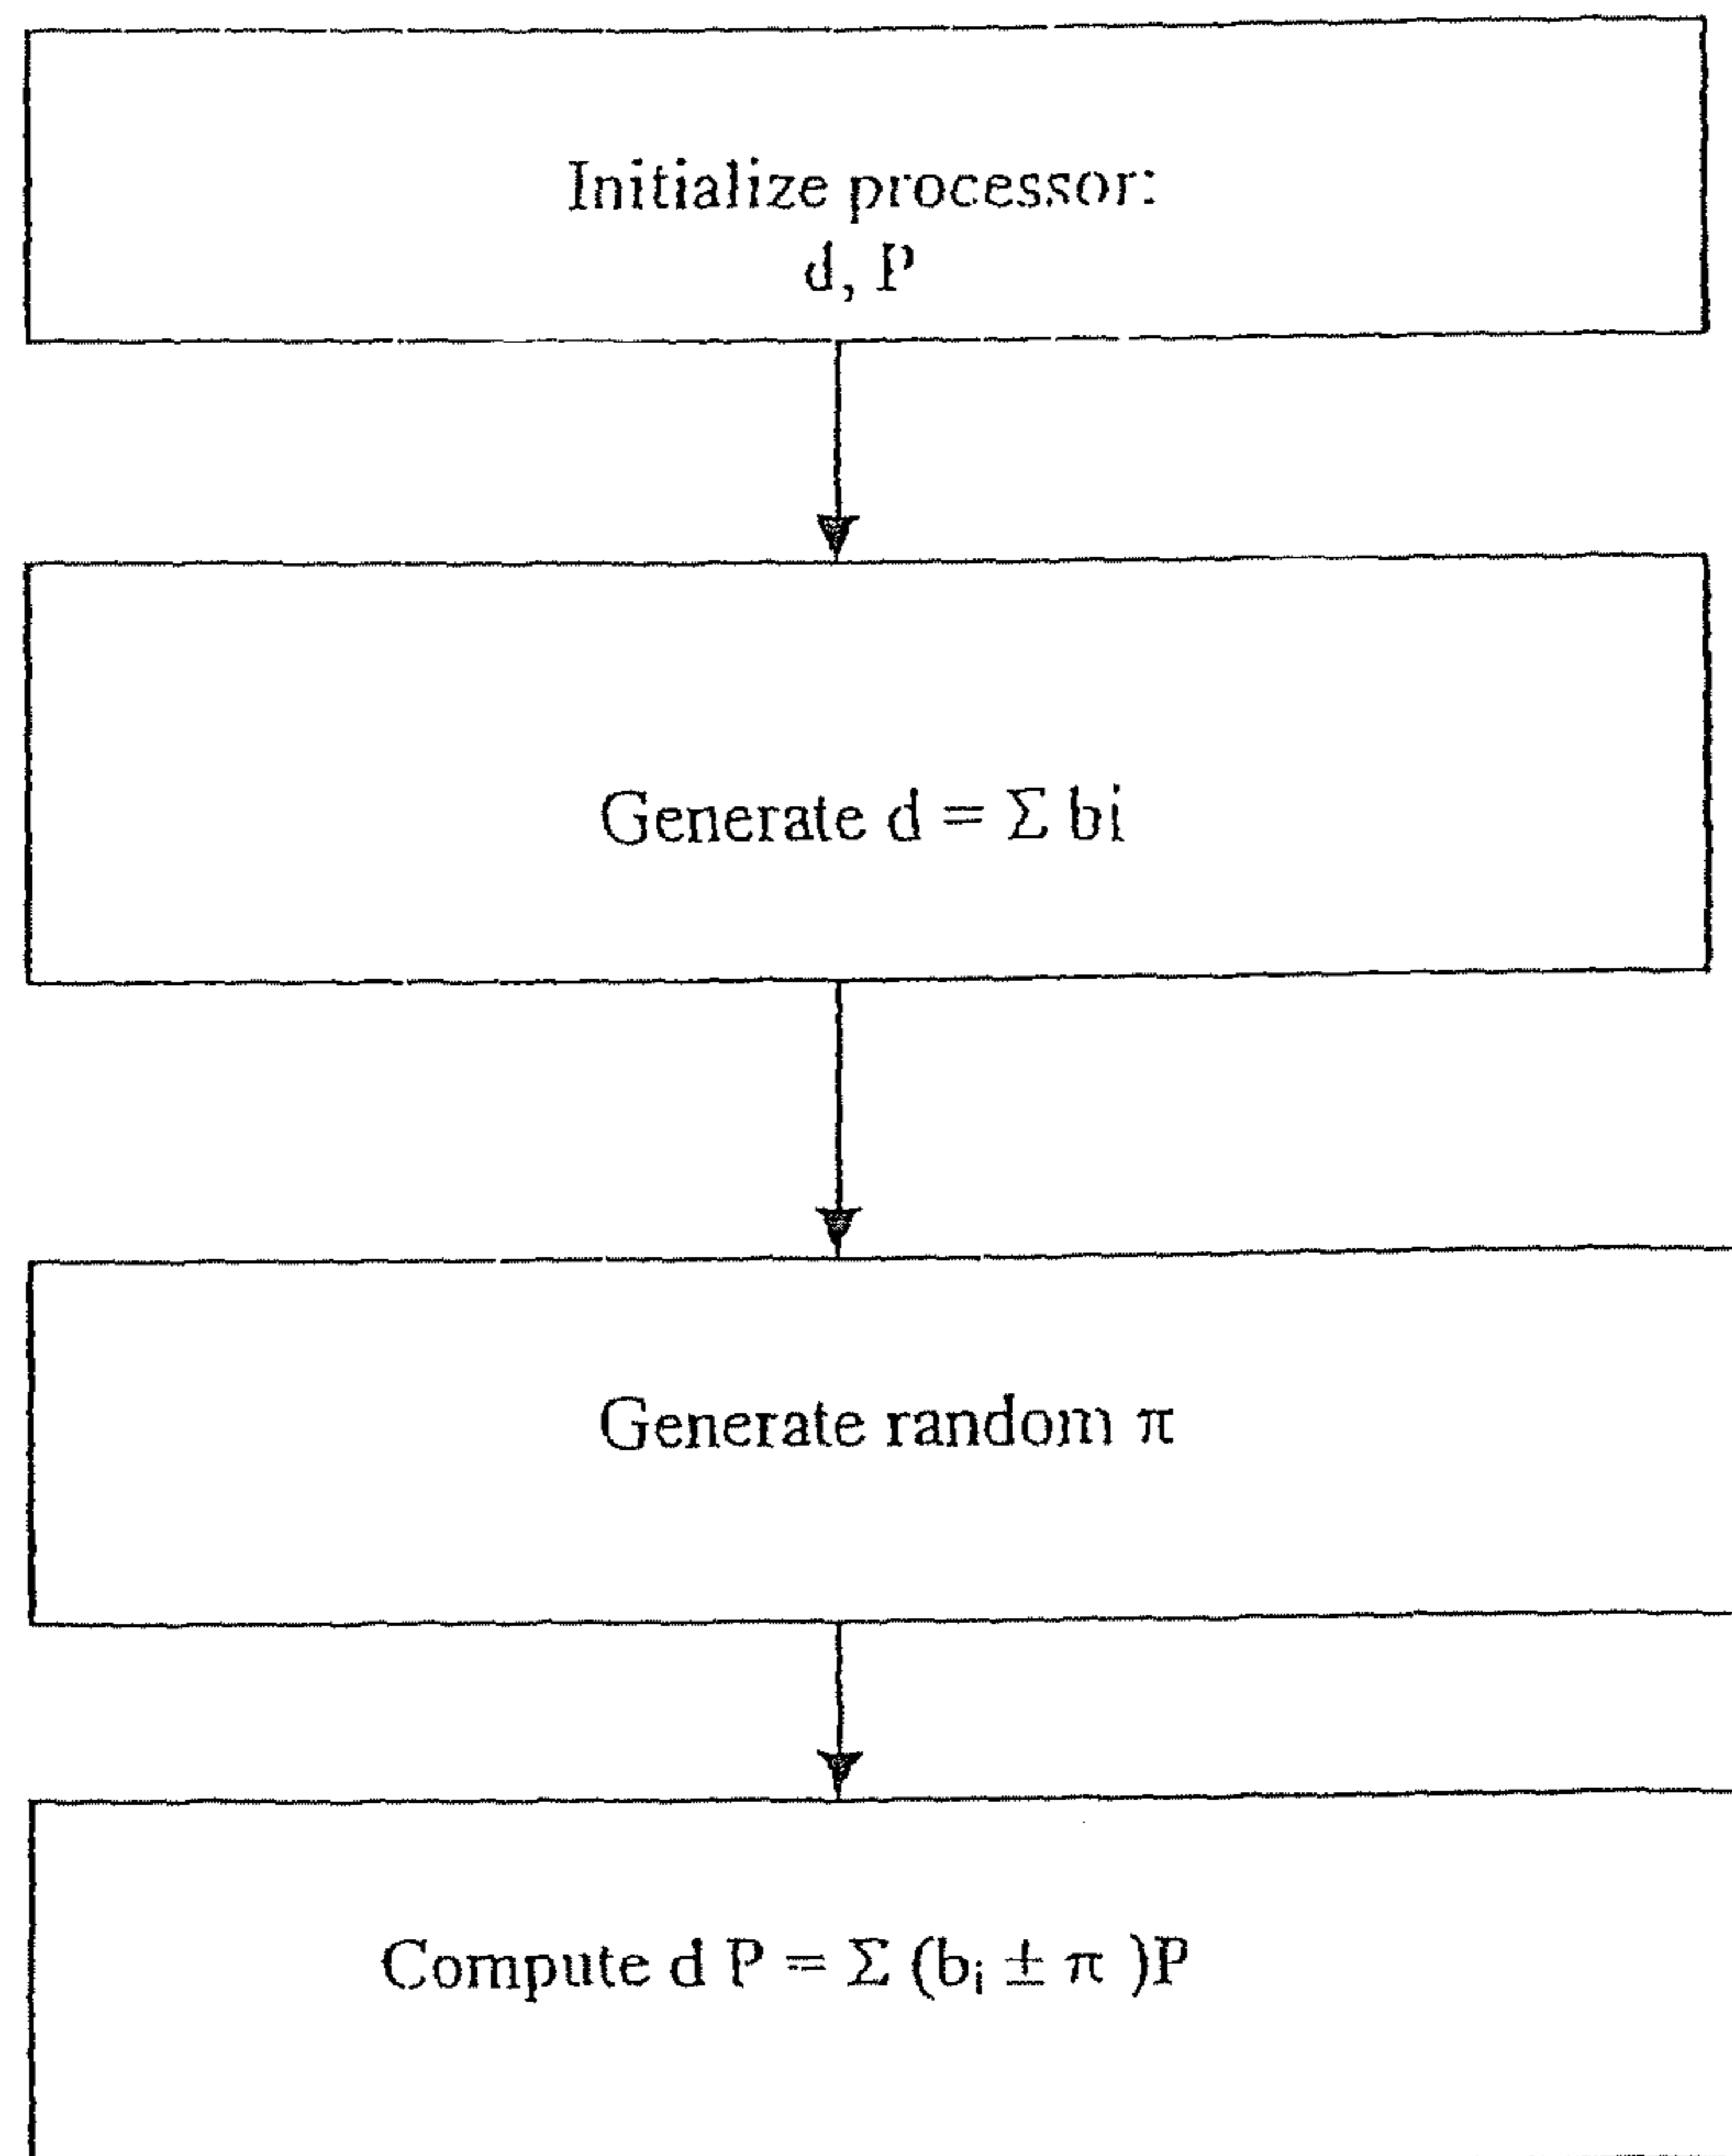 Initialize processor:
d, P
Generate d = Σ bi
Generate random π
Compute d P = Σ (bᵢ ± π )P